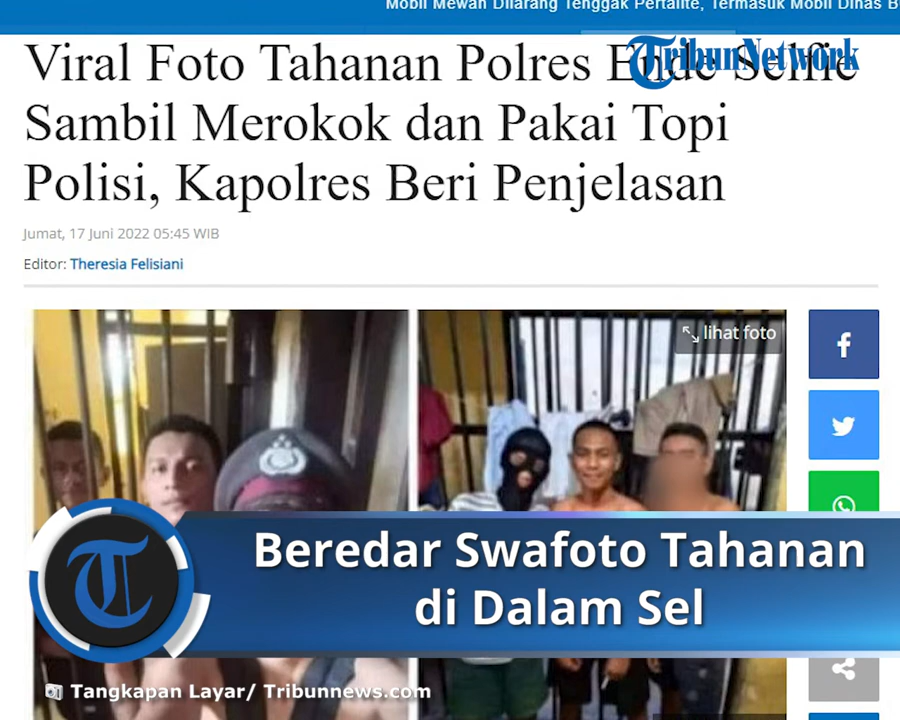 Mobil Mewah Dilarang Tenggak Pertalite, Termasuk Mobil Dinas B
TribunNetwork
Viral Foto Tahanan Polres Ende Selfie
Sambil Merokok dan Pakai Topi
Polisi, Kapolres Beri Penjelasan
Jumat, 17 Juni 2022 05:45 WIB
Editor: Theresia Felisiani
lihat foto
Beredar Swafoto Tahanan
di Dalam Sel
Tangkapan Layar/ Tribunnews.com